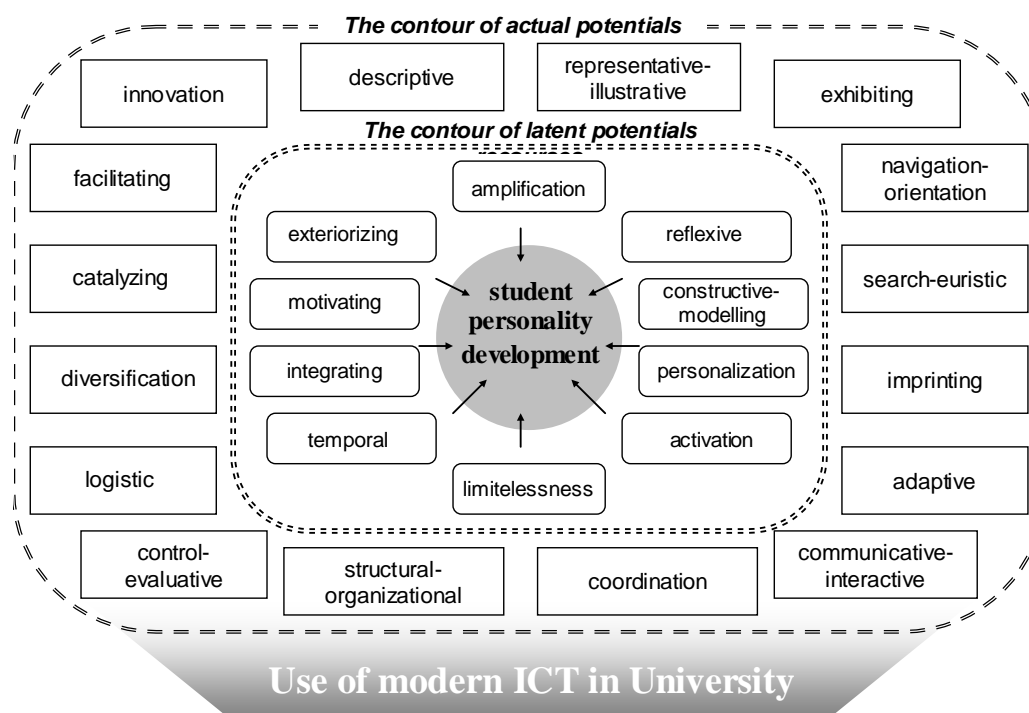 The contour of actual potentials
innovation
descriptive
representative-
illustrative
exhibiting
The contour of latent potentials
facilitating
navigation-
orientation
amplification
exteriorizing
reflexive
catalyzing
search-euristic
motivating
constructive-
modelling
student
personality
development
diversification
integrating
personalization
imprinting
temporal
activation
logistic
limitelessness
adaptive
control-
evaluative
structural-
organizational
coordination
communicative-
interactive
Use of modern ICT in University